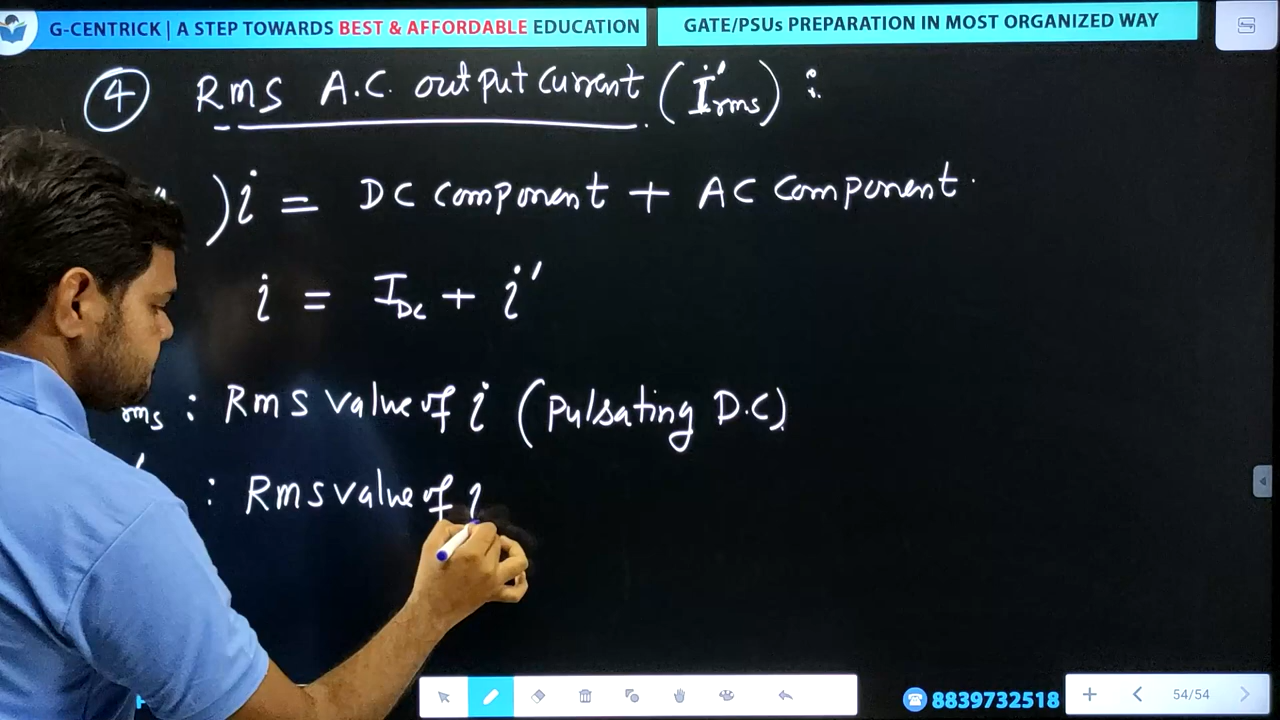 G-CENTRICK | A STEP TOWARDS BEST & AFFORDABLE EDUCATION
GATE/PSUs PREPARATION IN MOST ORGANIZED WAY
4 Rms A.C. output current (I'rms) :
) i = DC component + AC component.
i = IDC + i'
rms : Rms value of i (Pulsating D.C)
: Rms value of i
8839732518
54/54